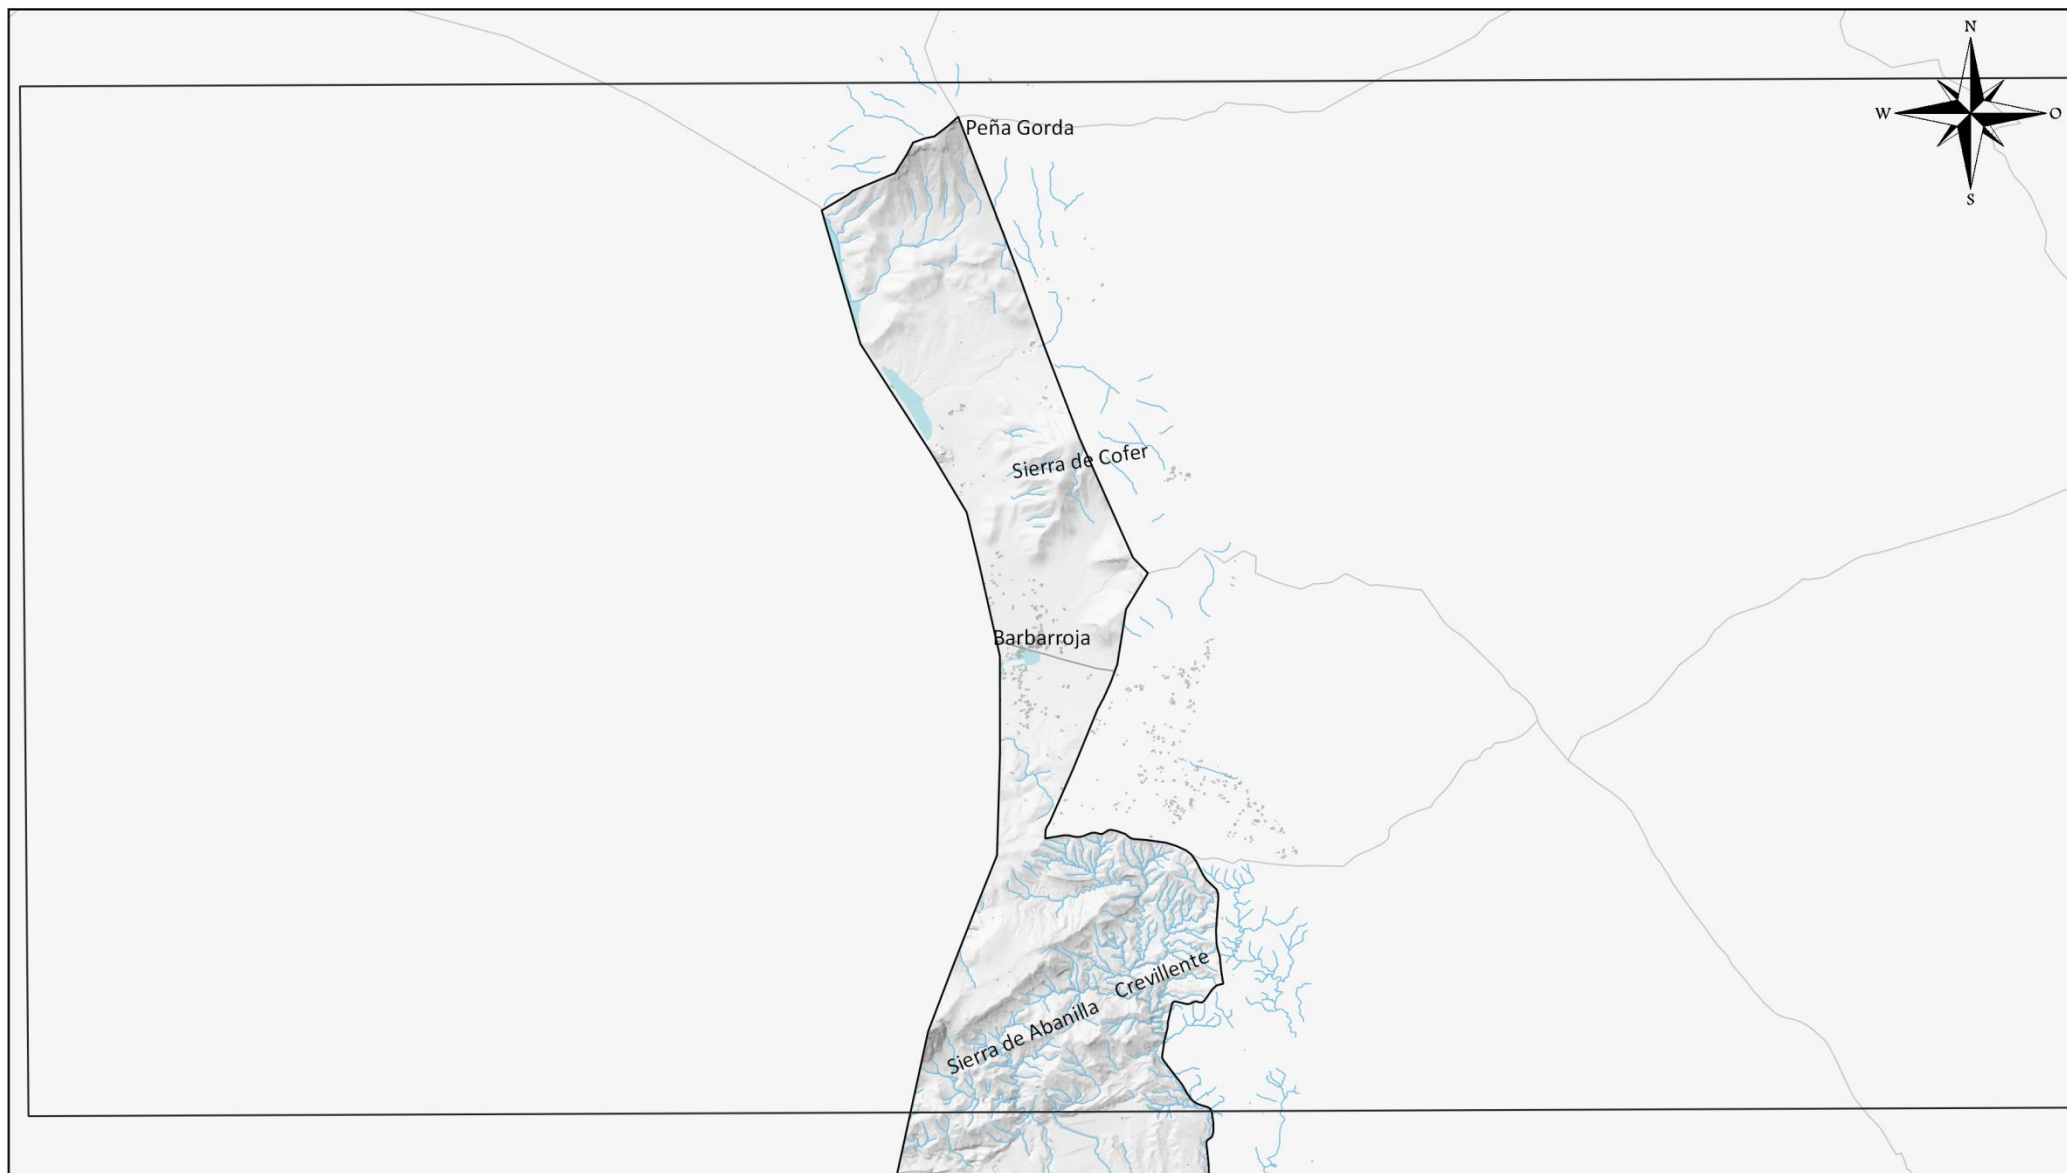 N
W
O
S
Peña Gorda
Sierra de Cofer
Barbarroja
Crevillente
Sierra de Abanilla